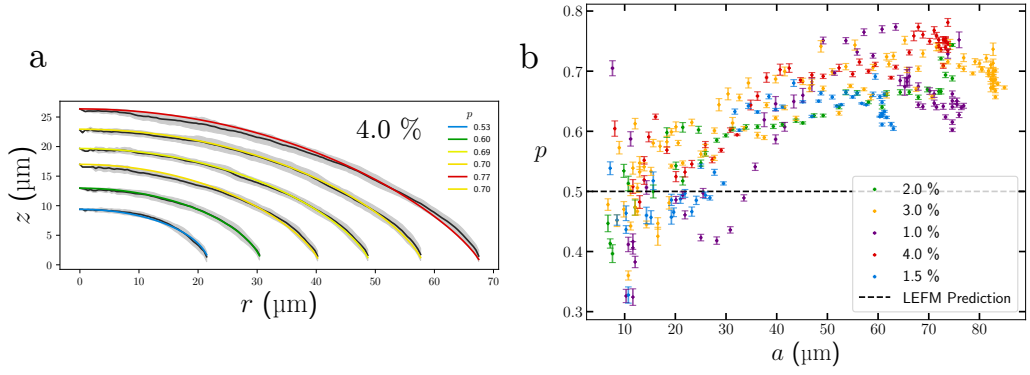 a
4.0 %
p
0.53
0.60
0.69
0.70
0.77
0.70
z (µm)
25
20
15
10
5
0
0 10 20 30 40 50 60 70
r (µm)
b
p
0.8
0.7
0.6
0.5
0.4
0.3
2.0 %
3.0 %
1.0 %
4.0 %
1.5 %
LEFM Prediction
10 20 30 40 50 60 70 80
a (µm)